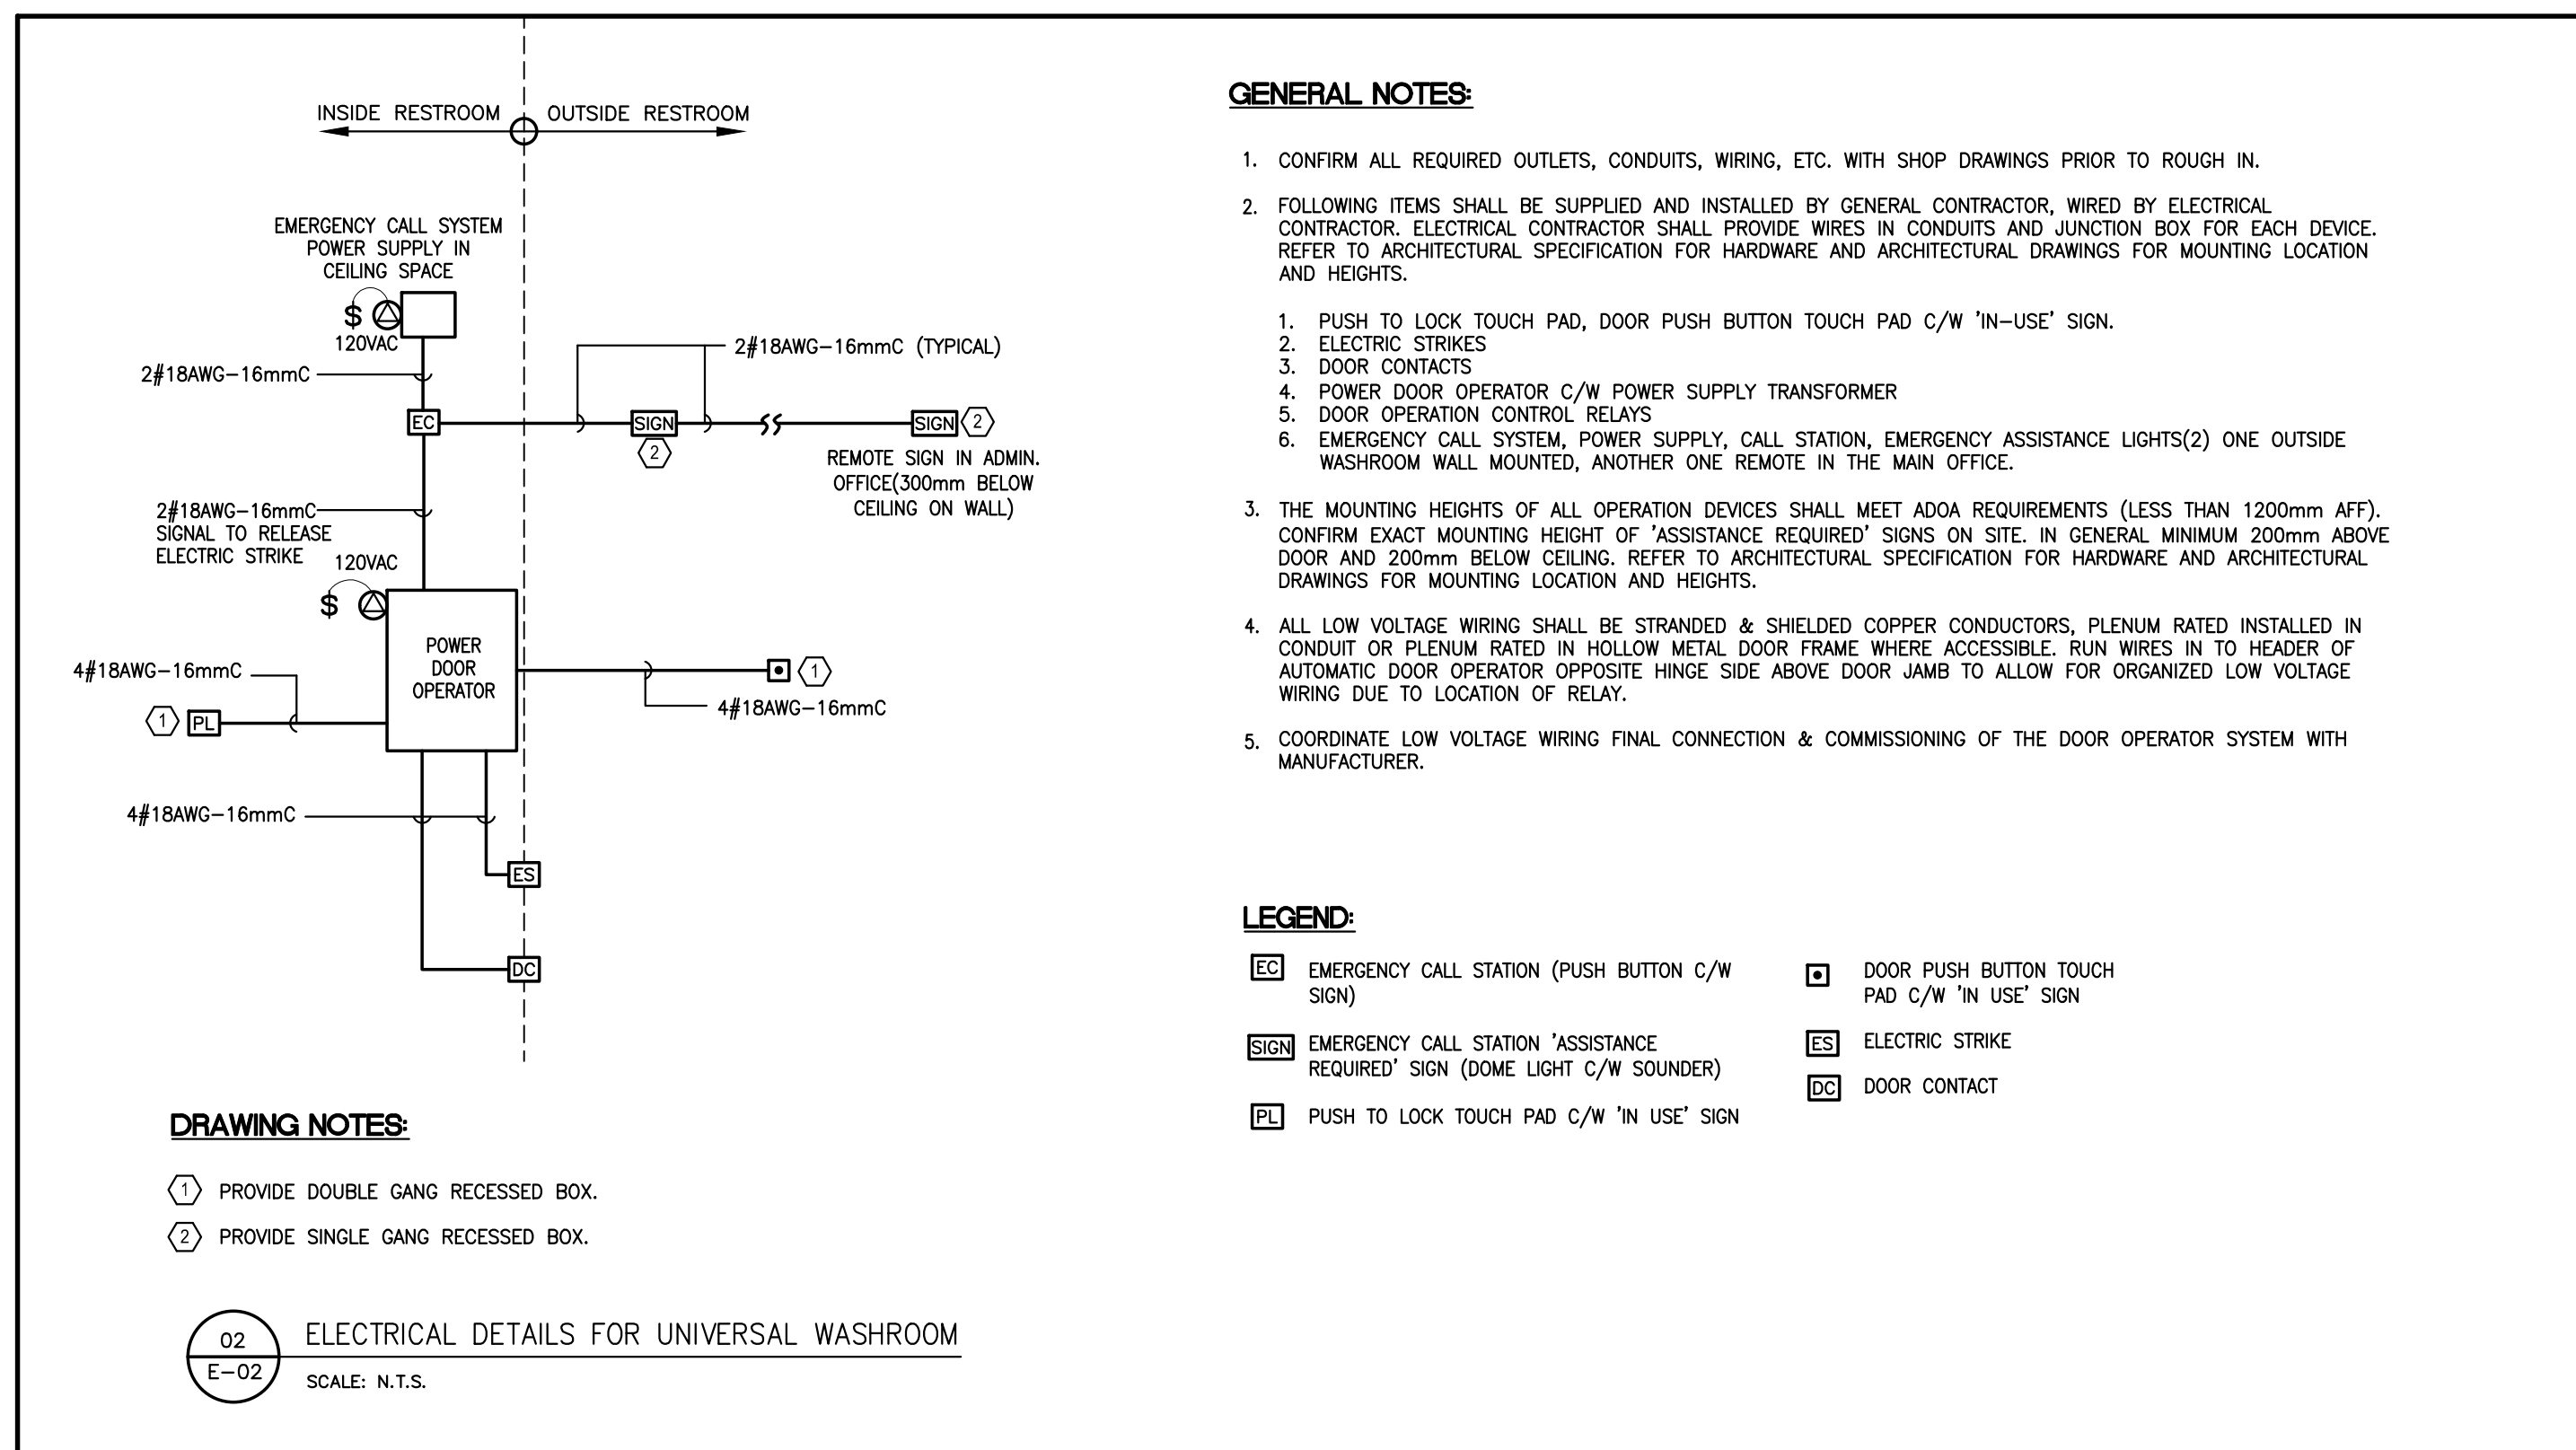 INSIDE RESTROOM
OUTSIDE RESTROOM
EMERGENCY CALL SYSTEM
POWER SUPPLY IN
CEILING SPACE
$
120VAC
2#18AWG-16mmC
2#18AWG-16mmC (TYPICAL)
EC
SIGN
2
SIGN
2
REMOTE SIGN IN ADMIN.
OFFICE(300mm BELOW
CEILING ON WALL)
2#18AWG-16mmC
SIGNAL TO RELEASE
ELECTRIC STRIKE
120VAC
$
POWER
DOOR
OPERATOR
4#18AWG-16mmC
1
PL
1
4#18AWG-16mmC
4#18AWG-16mmC
ES
DC
DRAWING NOTES:
1 PROVIDE DOUBLE GANG RECESSED BOX.
2 PROVIDE SINGLE GANG RECESSED BOX.
02
E-02
ELECTRICAL DETAILS FOR UNIVERSAL WASHROOM
SCALE: N.T.S.
GENERAL NOTES:
1. CONFIRM ALL REQUIRED OUTLETS, CONDUITS, WIRING, ETC. WITH SHOP DRAWINGS PRIOR TO ROUGH IN.
2. FOLLOWING ITEMS SHALL BE SUPPLIED AND INSTALLED BY GENERAL CONTRACTOR, WIRED BY ELECTRICAL
CONTRACTOR. ELECTRICAL CONTRACTOR SHALL PROVIDE WIRES IN CONDUITS AND JUNCTION BOX FOR EACH DEVICE.
REFER TO ARCHITECTURAL SPECIFICATION FOR HARDWARE AND ARCHITECTURAL DRAWINGS FOR MOUNTING LOCATION
AND HEIGHTS.
1. PUSH TO LOCK TOUCH PAD, DOOR PUSH BUTTON TOUCH PAD C/W 'IN-USE' SIGN.
2. ELECTRIC STRIKES
3. DOOR CONTACTS
4. POWER DOOR OPERATOR C/W POWER SUPPLY TRANSFORMER
5. DOOR OPERATION CONTROL RELAYS
6. EMERGENCY CALL SYSTEM, POWER SUPPLY, CALL STATION, EMERGENCY ASSISTANCE LIGHTS(2) ONE OUTSIDE
WASHROOM WALL MOUNTED, ANOTHER ONE REMOTE IN THE MAIN OFFICE.
3. THE MOUNTING HEIGHTS OF ALL OPERATION DEVICES SHALL MEET ADOA REQUIREMENTS (LESS THAN 1200mm AFF).
CONFIRM EXACT MOUNTING HEIGHT OF 'ASSISTANCE REQUIRED' SIGNS ON SITE. IN GENERAL MINIMUM 200mm ABOVE
DOOR AND 200mm BELOW CEILING. REFER TO ARCHITECTURAL SPECIFICATION FOR HARDWARE AND ARCHITECTURAL
DRAWINGS FOR MOUNTING LOCATION AND HEIGHTS.
4. ALL LOW VOLTAGE WIRING SHALL BE STRANDED & SHIELDED COPPER CONDUCTORS, PLENUM RATED INSTALLED IN
CONDUIT OR PLENUM RATED IN HOLLOW METAL DOOR FRAME WHERE ACCESSIBLE. RUN WIRES IN TO HEADER OF
AUTOMATIC DOOR OPERATOR OPPOSITE HINGE SIDE ABOVE DOOR JAMB TO ALLOW FOR ORGANIZED LOW VOLTAGE
WIRING DUE TO LOCATION OF RELAY.
5. COORDINATE LOW VOLTAGE WIRING FINAL CONNECTION & COMMISSIONING OF THE DOOR OPERATOR SYSTEM WITH
MANUFACTURER.
LEGEND:
EC EMERGENCY CALL STATION (PUSH BUTTON C/W
SIGN)
SIGN EMERGENCY CALL STATION 'ASSISTANCE
REQUIRED' SIGN (DOME LIGHT C/W SOUNDER)
PL PUSH TO LOCK TOUCH PAD C/W 'IN USE' SIGN
DOOR PUSH BUTTON TOUCH
PAD C/W 'IN USE' SIGN
ES ELECTRIC STRIKE
DC DOOR CONTACT